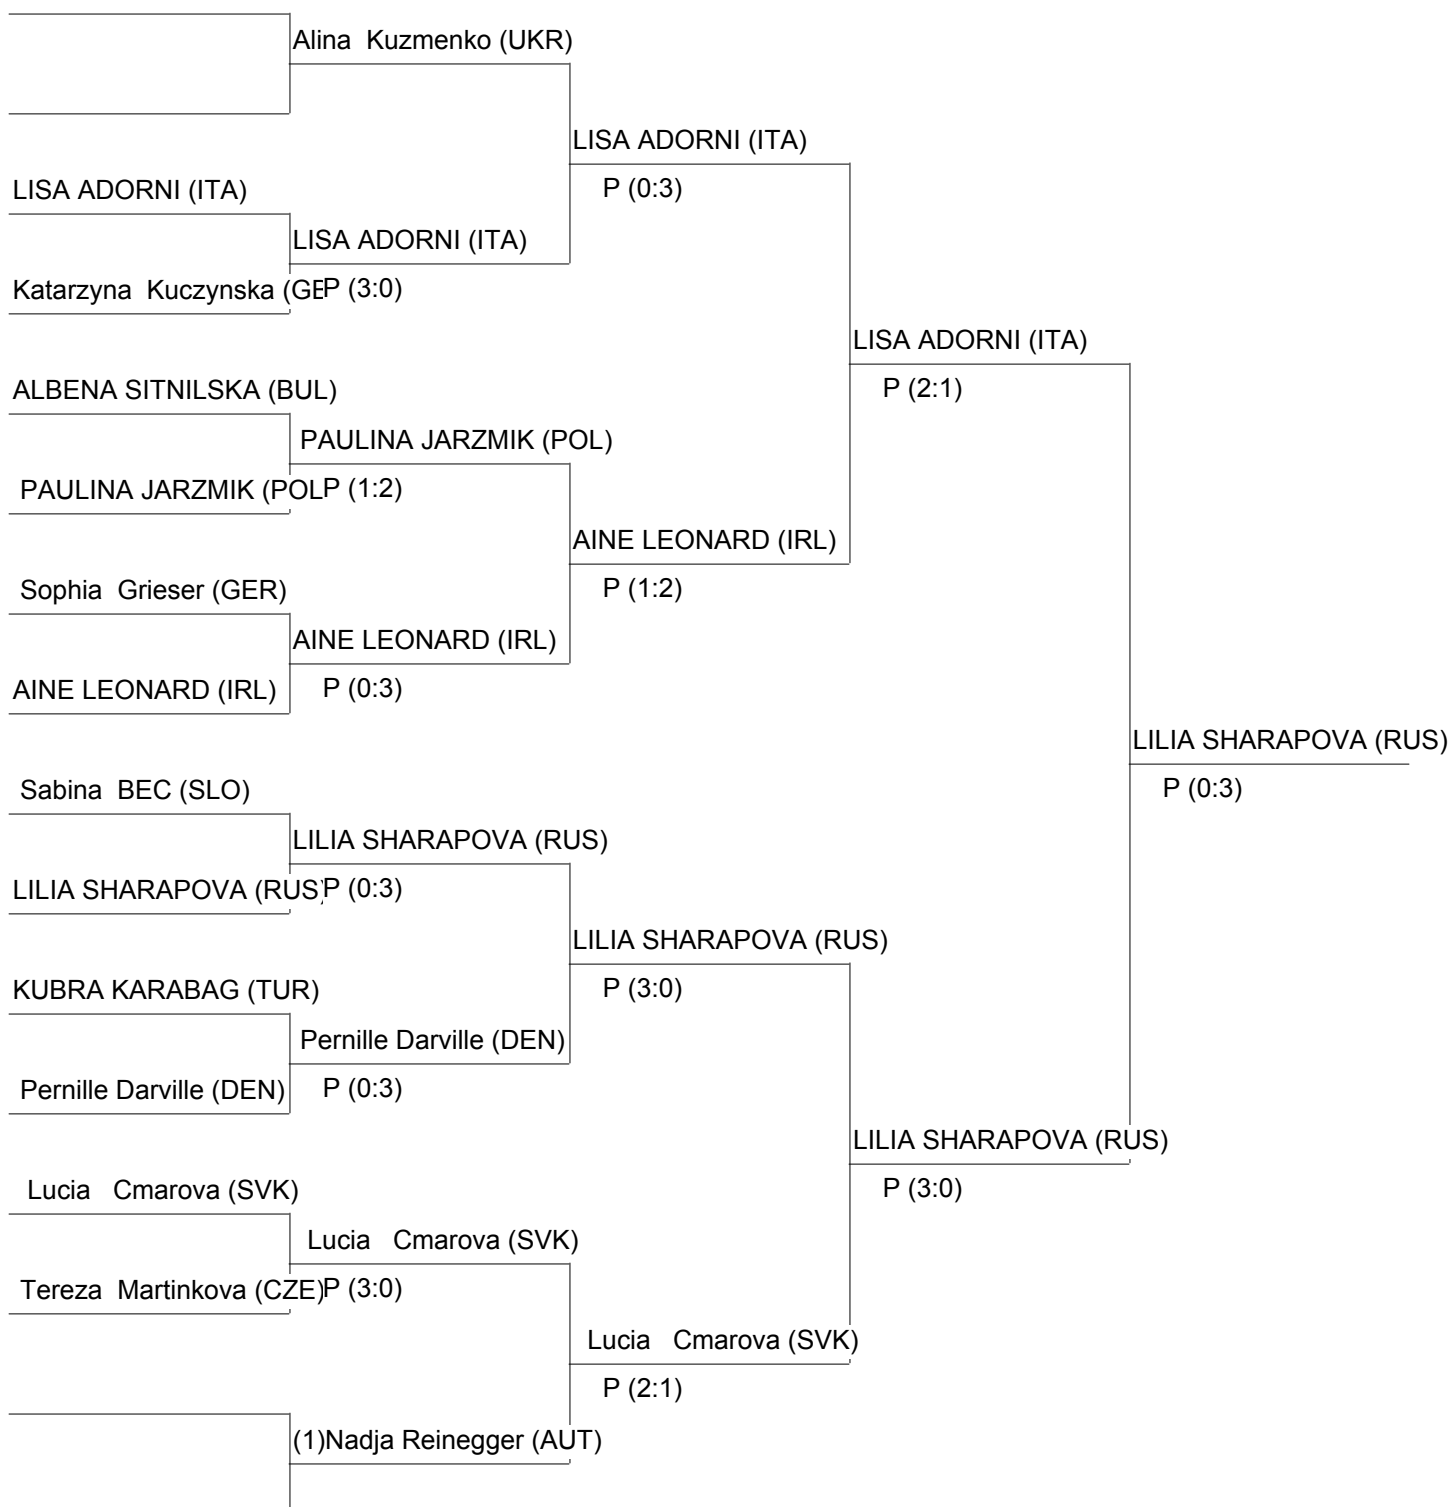 Alina  Kuzmenko (UKR)
LISA ADORNI (ITA)
P (0:3)
LISA ADORNI (ITA)
LISA ADORNI (ITA)
Katarzyna  Kuczynska (GE
P (3:0)
LISA ADORNI (ITA)
P (2:1)
ALBENA SITNILSKA (BUL)
PAULINA JARZMIK (POL)
PAULINA JARZMIK (POL
P (1:2)
AINE LEONARD (IRL)
P (1:2)
Sophia  Grieser (GER)
AINE LEONARD (IRL)
AINE LEONARD (IRL)
P (0:3)
LILIA SHARAPOVA (RUS)
P (0:3)
Sabina  BEC (SLO)
LILIA SHARAPOVA (RUS)
LILIA SHARAPOVA (RUS)
P (0:3)
LILIA SHARAPOVA (RUS)
P (3:0)
KUBRA KARABAG (TUR)
Pernille Darville (DEN)
Pernille Darville (DEN)
P (0:3)
LILIA SHARAPOVA (RUS)
P (3:0)
Lucia   Cmarova (SVK)
Lucia   Cmarova (SVK)
Tereza  Martinkova (CZE)
P (3:0)
Lucia   Cmarova (SVK)
P (2:1)
(1)Nadja Reinegger (AUT)